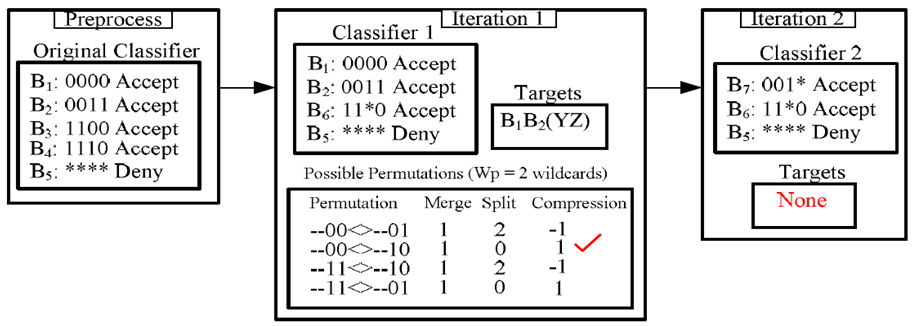 Preprocess
Original Classifier
B₁: 0000 Accept
B₂: 0011 Accept
B₃: 1100 Accept
B₄: 1110 Accept
B₅: **** Deny
Iteration 1
Classifier 1
B₁: 0000 Accept
B₂: 0011 Accept
B₆: 11*0 Accept
B₅: **** Deny
Targets
B₁B₂(YZ)
Possible Permutations (Wp = 2 wildcards)
Permutation Merge Split Compression
--00<>--01 1 2 -1
--00<>--10 1 0 1
--11<>--10 1 2 -1
--11<>--01 1 0 1
Iteration 2
Classifier 2
B₇: 001* Accept
B₆: 11*0 Accept
B₅: **** Deny
Targets
None